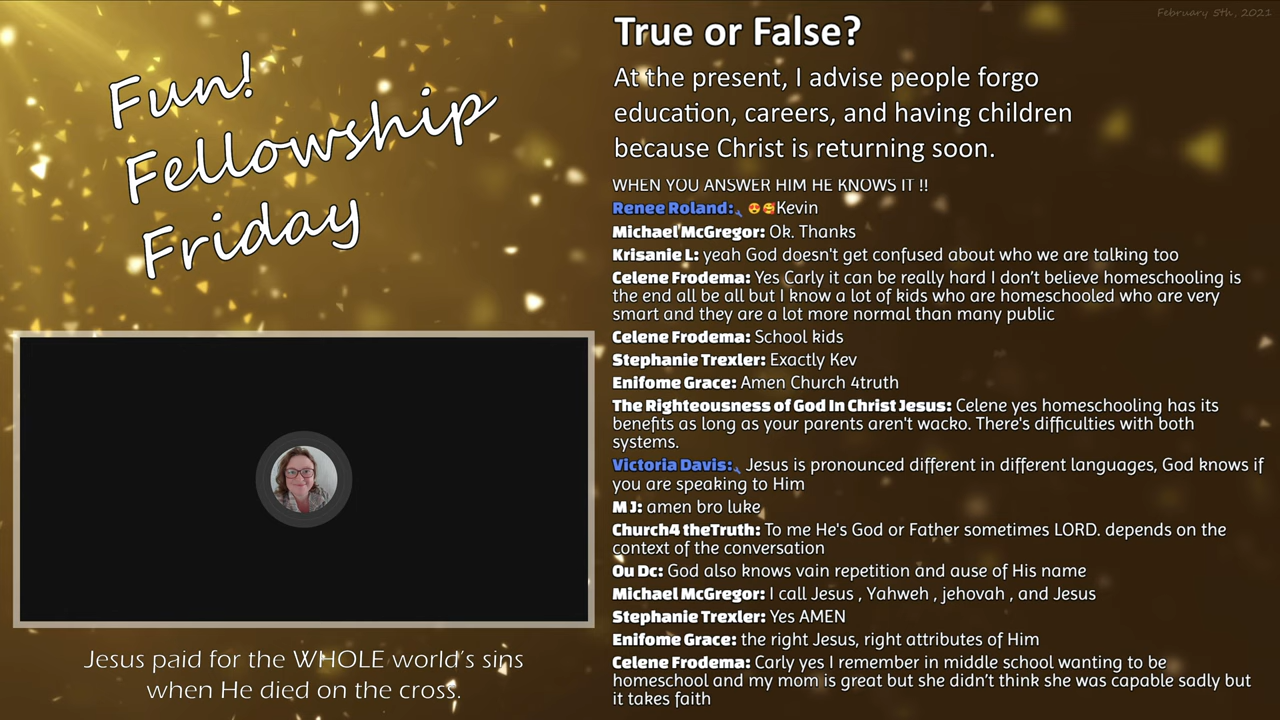 February 5th, 2021
Fun!
Fellowship
Friday
True or False?
At the present, I advise people forgo
education, careers, and having children
because Christ is returning soon.
WHEN YOU ANSWER HIM HE KNOWS IT !!
Renee Roland: 😍🥰Kevin
Michael McGregor: Ok. Thanks
Krisanie L: yeah God doesn't get confused about who we are talking too
Celene Frodema: Yes Carly it can be really hard I don't believe homeschooling is
the end all be all but I know a lot of kids who are homeschooled who are very
smart and they are a lot more normal than many public
Celene Frodema: School kids
Stephanie Trexler: Exactly Kev
Enifome Grace: Amen Church 4truth
The Righteousness of God In Christ Jesus: Celene yes homeschooling has its
benefits as long as your parents aren't wacko. There's difficulties with both
systems.
Victoria Davis: Jesus is pronounced different in different languages, God knows if
you are speaking to Him
M J: amen bro luke
Church4 theTruth: To me He's God or Father sometimes LORD. depends on the
context of the conversation
Ou Dc: God also knows vain repetition and ause of His name
Michael McGregor: I call Jesus , Yahweh , jehovah , and Jesus
Stephanie Trexler: Yes AMEN
Enifome Grace: the right Jesus, right attributes of Him
Celene Frodema: Carly yes I remember in middle school wanting to be
homeschool and my mom is great but she didn't think she was capable sadly but
it takes faith
Jesus paid for the WHOLE world's sins
when He died on the cross.